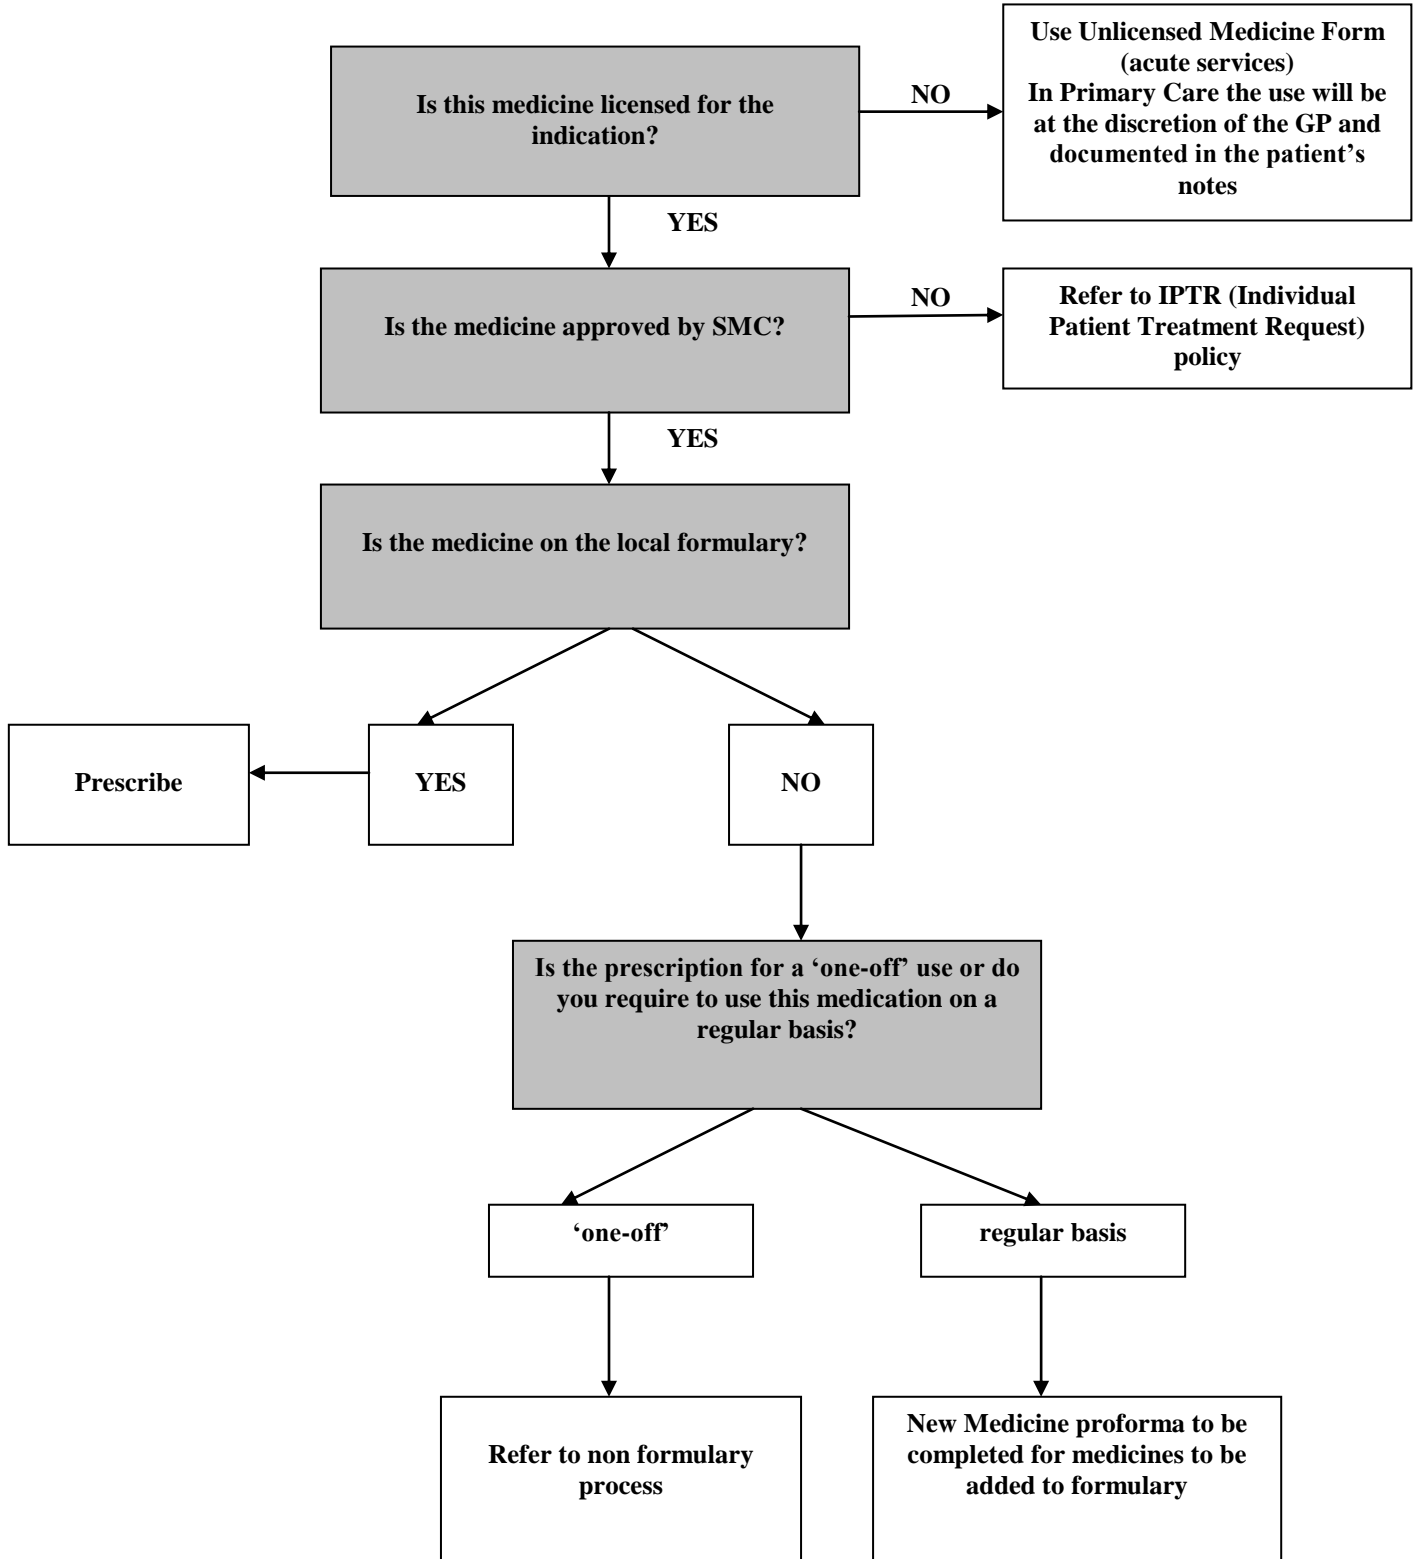 Use Unlicensed Medicine Form
(acute services)
In Primary Care the use will be
at the discretion of the GP and
documented in the patient’s
notes
Is this medicine licensed for the
indication?
NO
YES
Is the medicine approved by SMC?
NO
Refer to IPTR (Individual
Patient Treatment Request)
policy
YES
Is the medicine on the local formulary?
Prescribe
YES
NO
Is the prescription for a ‘one-off’ use or do
you require to use this medication on a
regular basis?
‘one-off’
regular basis
Refer to non formulary
process
New Medicine proforma to be
completed for medicines to be
added to formulary